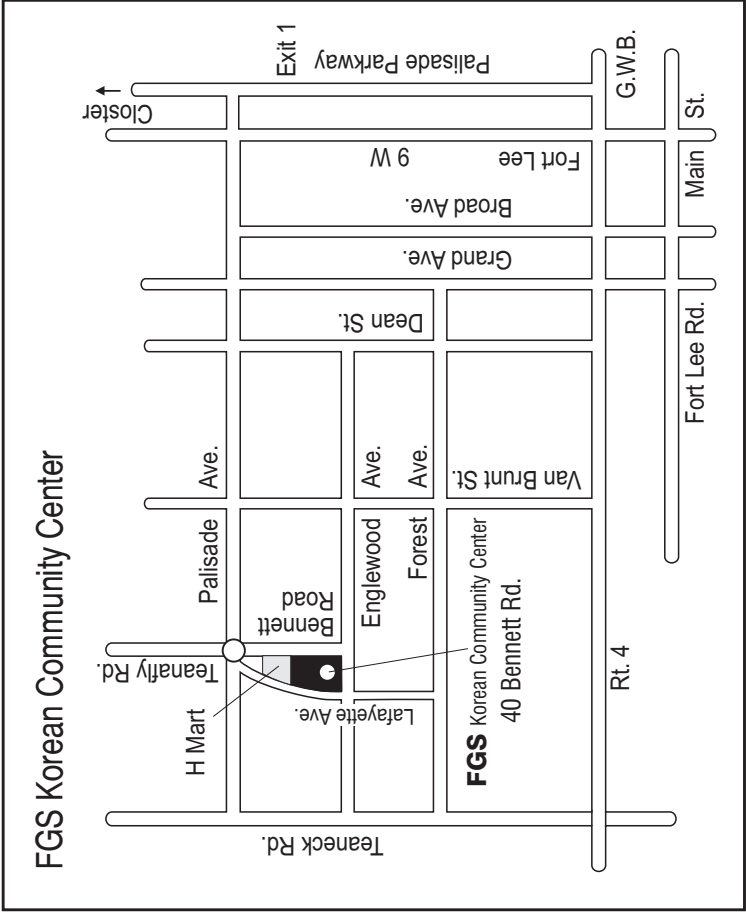 FGS Korean Community Center
Teanafly Rd.
Palisade Ave.
Closter
Exit 1
Palisade Parkway
H Mart
Bennett
Road
Lafayette Ave.
Teaneck Rd.
Englewood Ave.
Forest Ave.
Dean St.
Van Brunt St.
Grand Ave.
Broad Ave.
9 W
Fort Lee
FGS Korean Community Center
40 Bennett Rd.
Rt. 4
G.W.B.
Fort Lee Rd.
Main St.